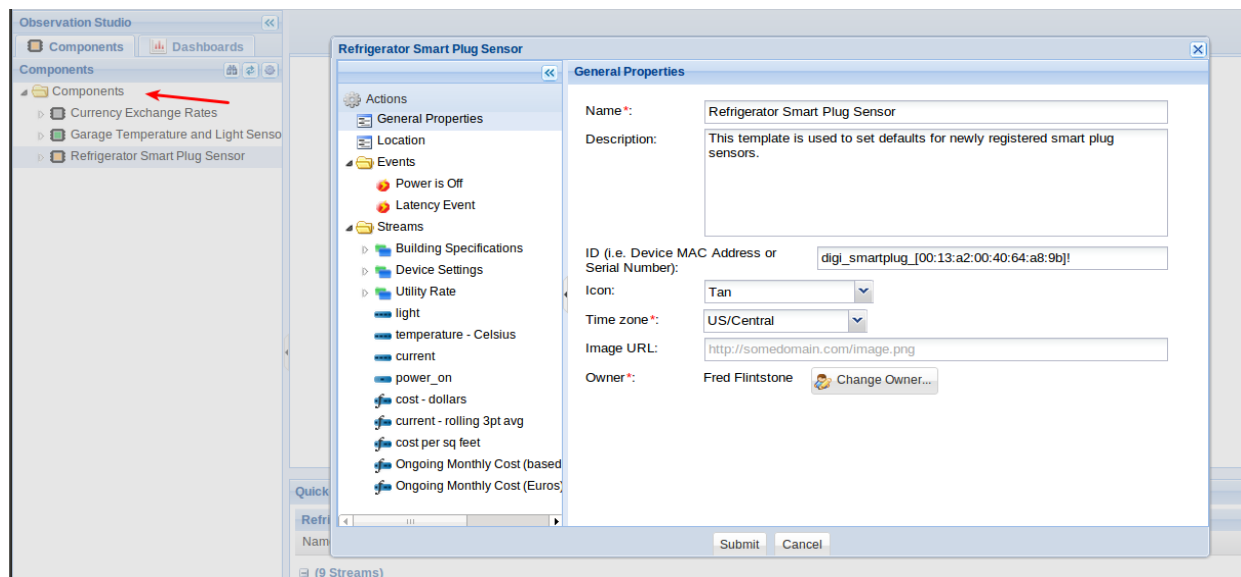 Observation Studio
Components
Dashboards
Components
Components
Currency Exchange Rates
Garage Temperature and Light Senso
Refrigerator Smart Plug Sensor
Refrigerator Smart Plug Sensor
Actions
General Properties
Location
Events
Power is Off
Latency Event
Streams
Building Specifications
Device Settings
Utility Rate
light
temperature - Celsius
current
power_on
cost - dollars
current - rolling 3pt avg
cost per sq feet
Ongoing Monthly Cost (based
Ongoing Monthly Cost (Euros)
General Properties
Name*: Refrigerator Smart Plug Sensor
Description: This template is used to set defaults for newly registered smart plug
sensors.
ID (i.e. Device MAC Address or
Serial Number): digi_smartplug_[00:13:a2:00:40:64:a8:9b]!
Icon: Tan
Time zone*: US/Central
Image URL: http://somedomain.com/image.png
Owner*: Fred Flintstone Change Owner...
Submit Cancel
Quick
Refri
Nam
(9 Streams)